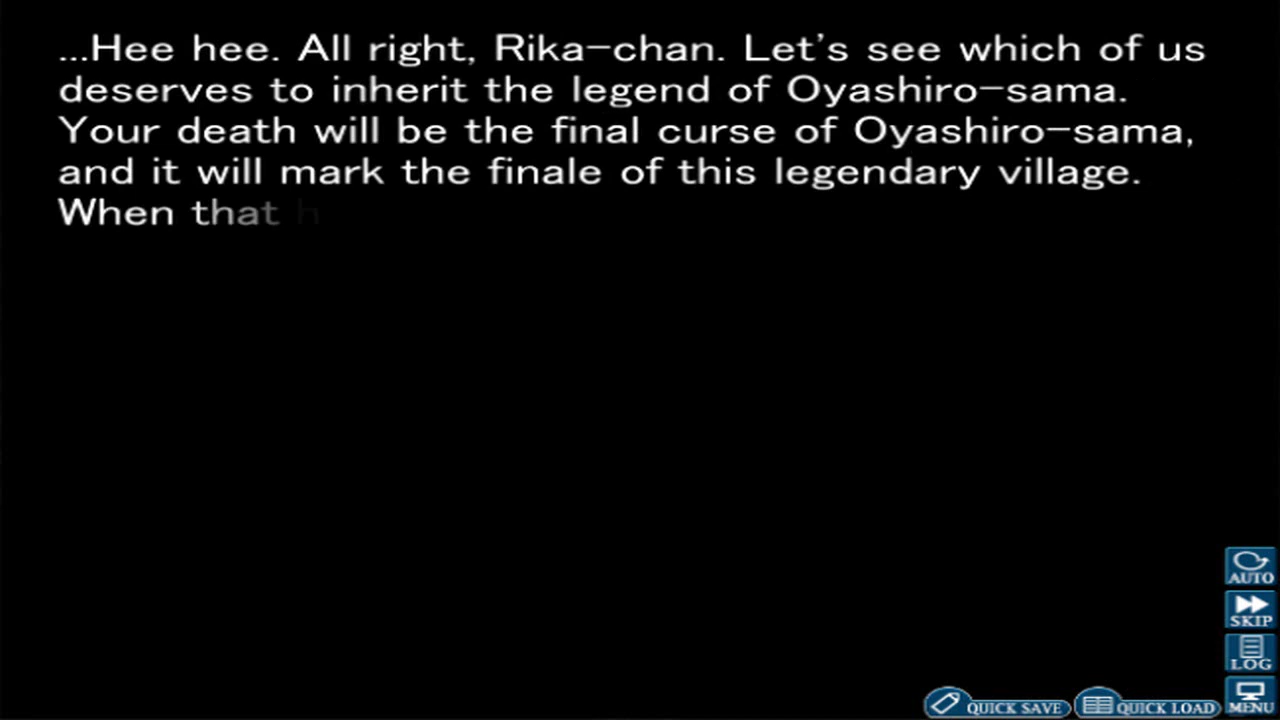 ...Hee hee. All right, Rika-chan. Let's see which of us
deserves to inherit the legend of Oyashiro-sama.
Your death will be the final curse of Oyashiro-sama,
and it will mark the finale of this legendary village.
When that h
AUTO
SKIP
LOG
QUICK SAVE
QUICK LOAD
MENU